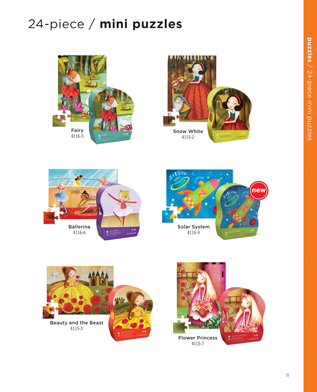 24-piece / mini puzzles
puzzles / 24-piece mini puzzles
Fairy
4116-5
Snow White
4115-2
Ballerina
4116-6
new
Solar System
4116-9
Beauty and the Beast
4115-3
Flower Princess
4115-7
11